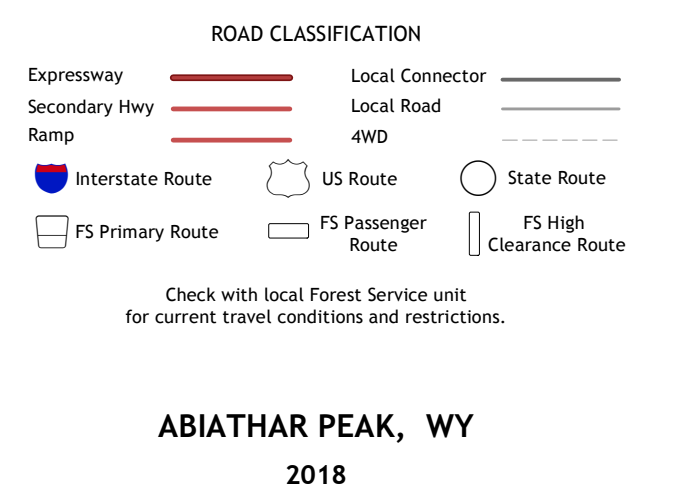 ROAD CLASSIFICATION
Expressway
Local Connector
Secondary Hwy
Local Road
Ramp
4WD
Interstate Route
US Route
State Route
FS Primary Route
FS Passenger
Route
FS High
Clearance Route
Check with local Forest Service unit
for current travel conditions and restrictions.
ABIATHAR PEAK, WY
2018